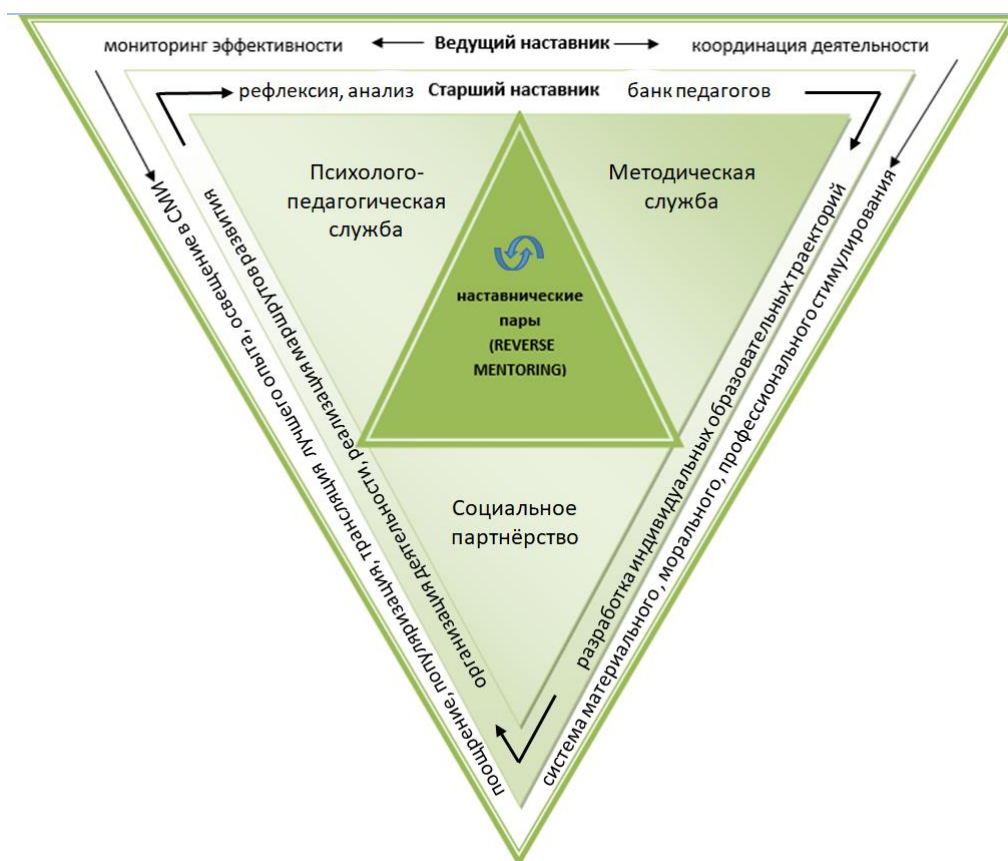 мониторинг эффективности
Ведущий наставник
координация деятельности
рефлексия, анализ
Старший наставник
банк педагогов
Психолого-
педагогическая
служба
Методическая
служба
наставнические
пары
(REVERSE
MENTORING)
Социальное
партнёрство
поощрение, популяризация, трансляция лучшего опыта, освещение в СМИ
организация деятельности, реализация маршрутов развития
разработка индивидуальных образовательных траекторий
система материального, морального, профессионального стимулирования